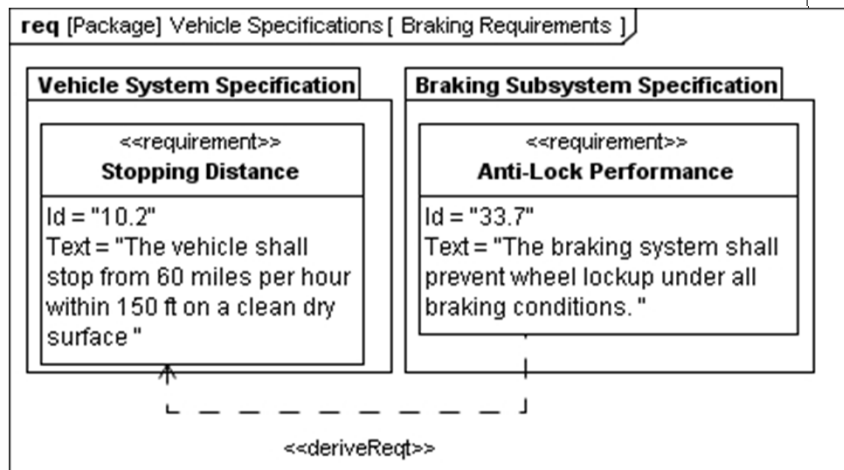 req [Package] Vehicle Specifications [ Braking Requirements ]
Vehicle System Specification
<<requirement>>
Stopping Distance
Id = "10.2"
Text = "The vehicle shall
stop from 60 miles per hour
within 150 ft on a clean dry
surface "
Braking Subsystem Specification
<<requirement>>
Anti-Lock Performance
Id = "33.7"
Text = "The braking system shall
prevent wheel lockup under all
braking conditions. "
<<deriveReqt>>